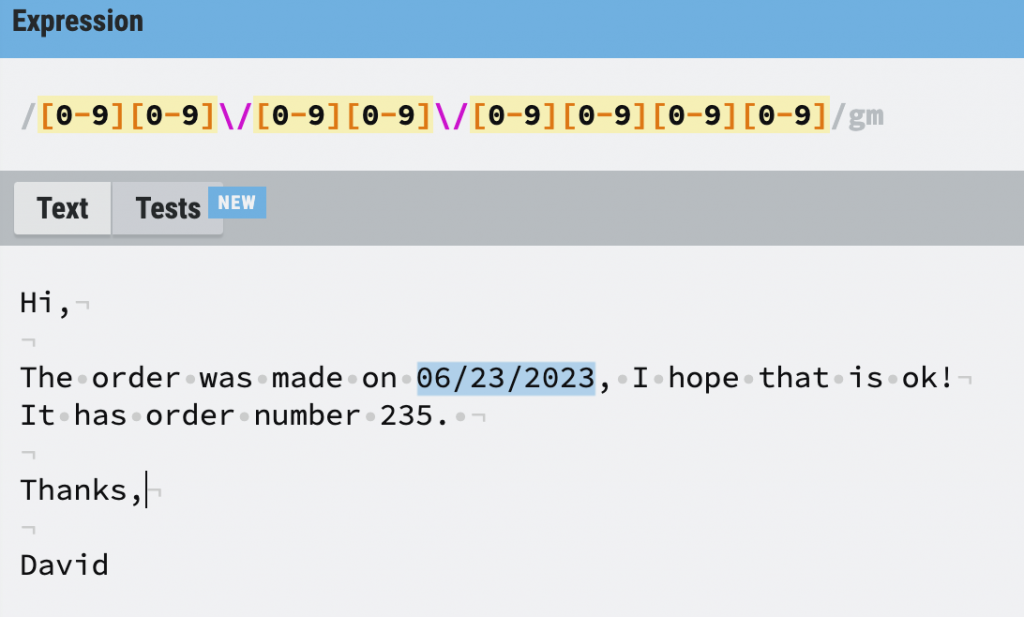 Expression
/[0-9][0-9]\/[0-9][0-9]\/[0-9][0-9][0-9][0-9]/gm
Text Tests NEW
Hi,¬
¬
The·order·was·made·on·06/23/2023,·I·hope·that·is·ok!¬
It·has·order·number·235.·¬
¬
Thanks,¬
¬
David